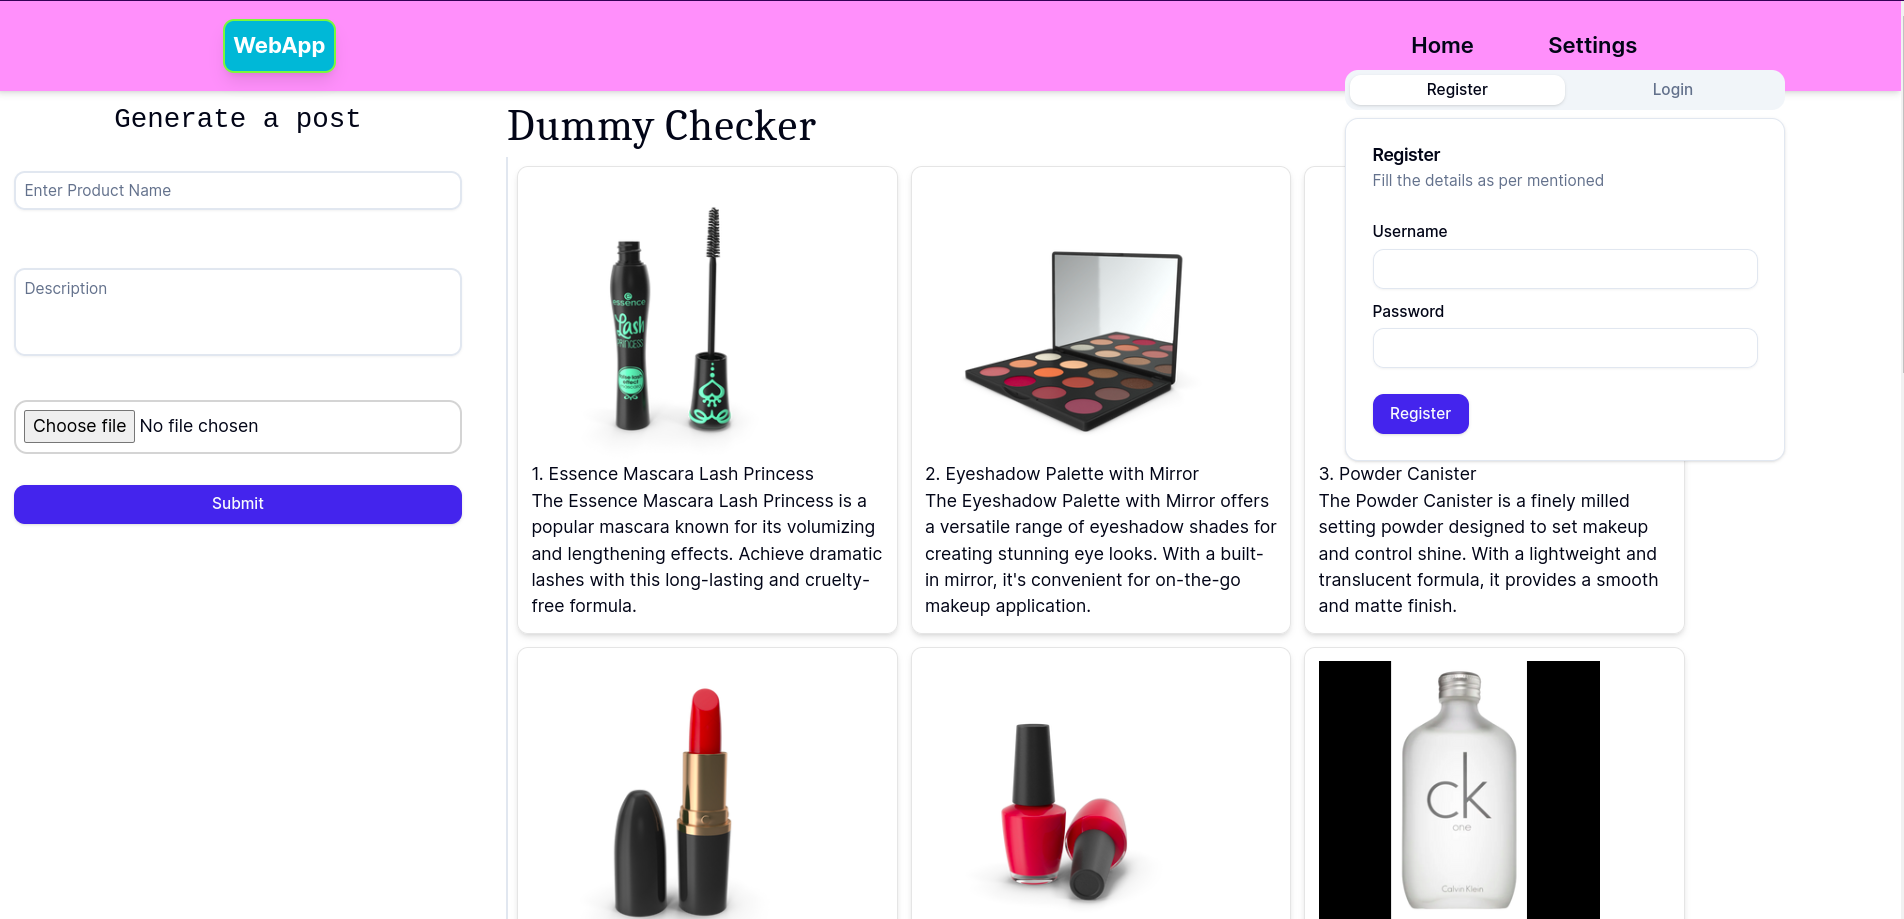 WebApp
Home
Settings
Register
Login
Generate a post
Enter Product Name
Description
Choose file No file chosen
Submit
Dummy Checker
essence
Lash
PRINCESS
false lash
effect
1. Essence Mascara Lash Princess
The Essence Mascara Lash Princess is a
popular mascara known for its volumizing
and lengthening effects. Achieve dramatic
lashes with this long-lasting and cruelty-
free formula.
2. Eyeshadow Palette with Mirror
The Eyeshadow Palette with Mirror offers
a versatile range of eyeshadow shades for
creating stunning eye looks. With a built-
in mirror, it's convenient for on-the-go
makeup application.
Register
Fill the details as per mentioned
Username
Password
Register
3. Powder Canister
The Powder Canister is a finely milled
setting powder designed to set makeup
and control shine. With a lightweight and
translucent formula, it provides a smooth
and matte finish.
ck
one
Calvin Klein